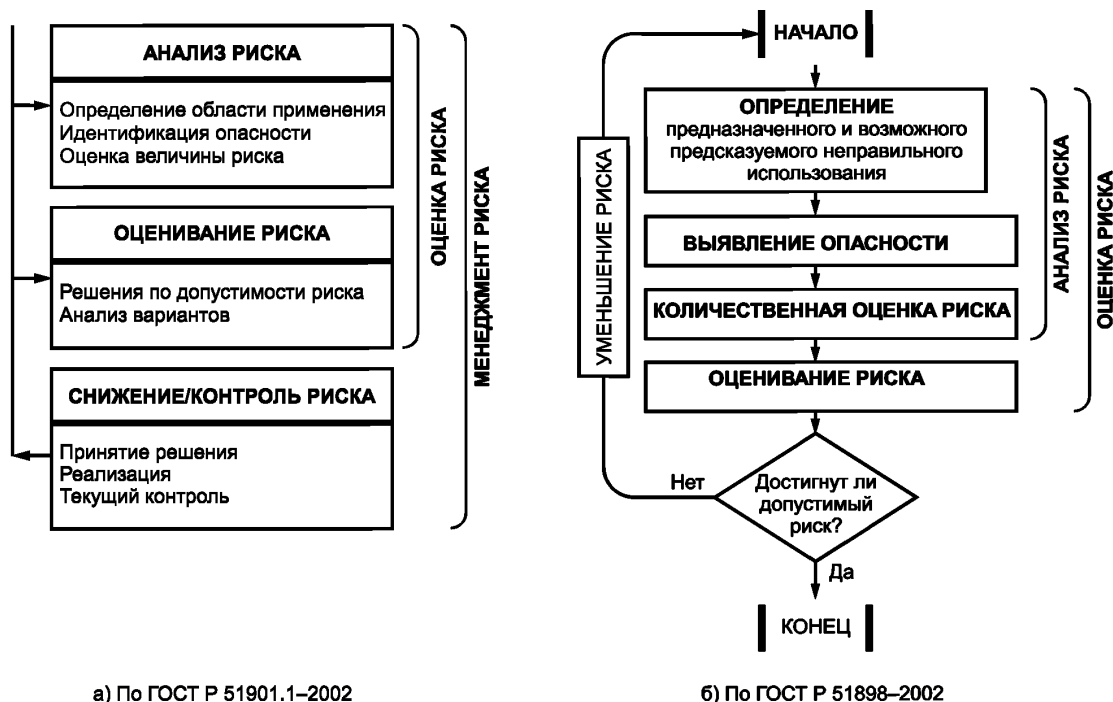 АНАЛИЗ РИСКА
Определение области применения
Идентификация опасности
Оценка величины риска
ОЦЕНИВАНИЕ РИСКА
Решения по допустимости риска
Анализ вариантов
СНИЖЕНИЕ/КОНТРОЛЬ РИСКА
Принятие решения
Реализация
Текущий контроль
ОЦЕНКА РИСКА
МЕНЕДЖМЕНТ РИСКА
а) По ГОСТ Р 51901.1–2002
НАЧАЛО
ОПРЕДЕЛЕНИЕ
предназначенного и возможного
предсказуемого неправильного
использования
ВЫЯВЛЕНИЕ ОПАСНОСТИ
КОЛИЧЕСТВЕННАЯ ОЦЕНКА РИСКА
ОЦЕНИВАНИЕ РИСКА
Достигнут ли
допустимый
риск?
Нет
Да
КОНЕЦ
УМЕНЬШЕНИЕ РИСКА
АНАЛИЗ РИСКА
ОЦЕНКА РИСКА
б) По ГОСТ Р 51898–2002